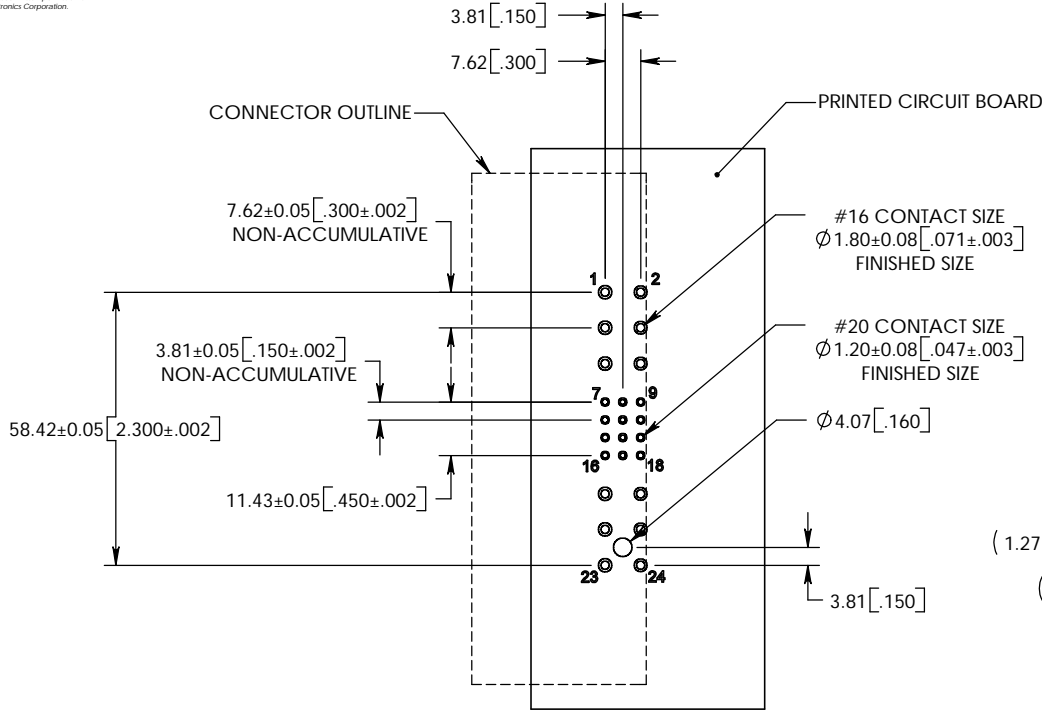 tronics Corporation.
3.81[.150]
7.62[.300]
CONNECTOR OUTLINE
PRINTED CIRCUIT BOARD
7.62±0.05[.300±.002]
NON-ACCUMULATIVE
#16 CONTACT SIZE
Ø1.80±0.08[.071±.003]
FINISHED SIZE
1
2
3.81±0.05[.150±.002]
NON-ACCUMULATIVE
#20 CONTACT SIZE
Ø1.20±0.08[.047±.003]
FINISHED SIZE
7
9
58.42±0.05[2.300±.002]
Ø4.07[.160]
16
18
11.43±0.05[.450±.002]
(1.27
23
24
3.81[.150]